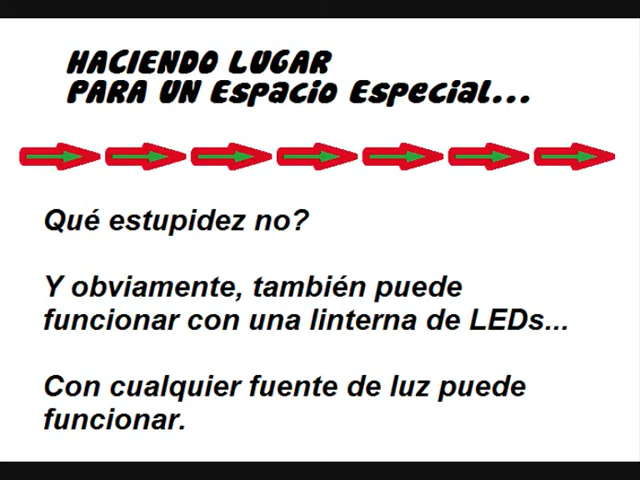 HACIENDO LUGAR
PARA UN Espacio Especial...
Qué estupidez no?
Y obviamente, también puede
funcionar con una linterna de LEDs...
Con cualquier fuente de luz puede
funcionar.